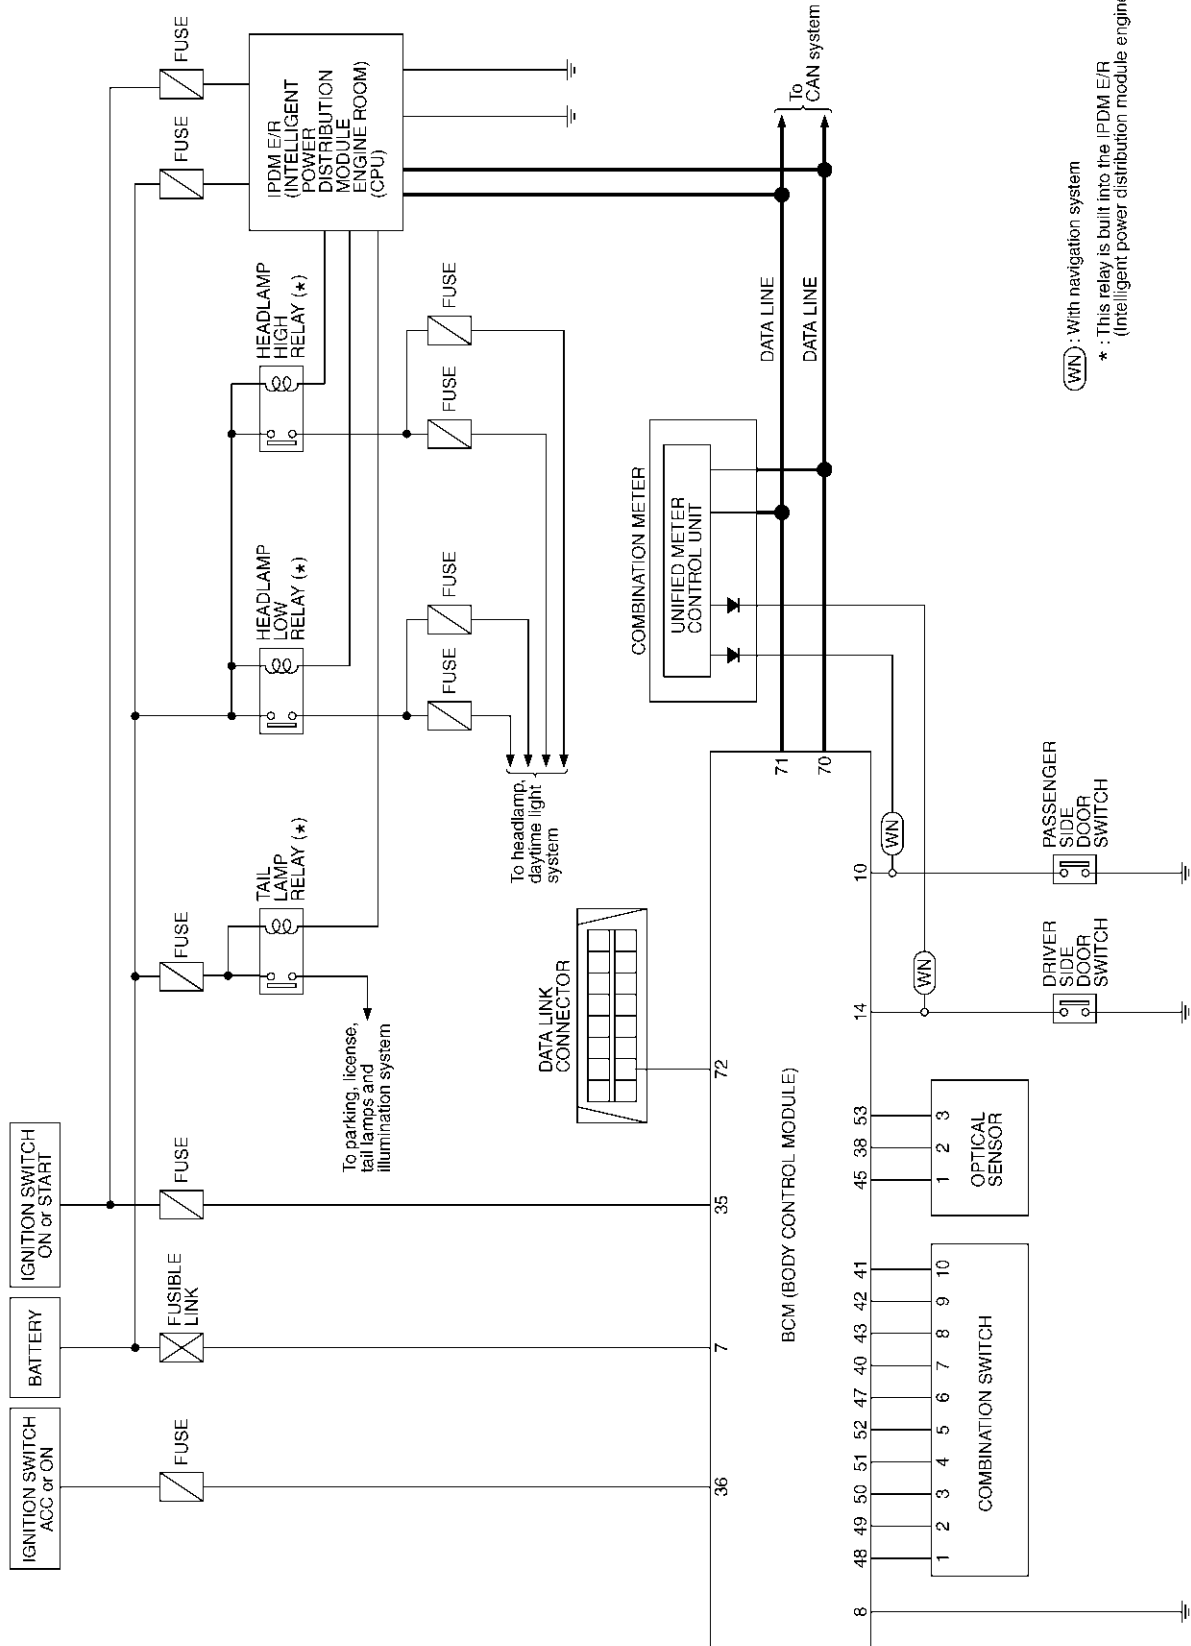 IGNITION SWITCH
ACC or ON
BATTERY
IGNITION SWITCH
ON or START
FUSE
FUSIBLE
LINK
FUSE
FUSE
FUSE
FUSE
TAIL
LAMP
RELAY (*)
HEADLAMP
LOW
RELAY (*)
HEADLAMP
HIGH
RELAY (*)
IPDM E/R
(INTELLIGENT
POWER
DISTRIBUTION
MODULE
ENGINE ROOM)
(CPU)
To parking, license,
tail lamps and
illumination system
FUSE
FUSE
FUSE
FUSE
To headlamp,
daytime light
system
DATA LINK
CONNECTOR
COMBINATION METER
UNIFIED METER
CONTROL UNIT
DATA LINE
DATA LINE
To
CAN system
36
7
35
72
71
70
BCM (BODY CONTROL MODULE)
8
48
49
50
51
52
47
40
43
42
41
45
38
53
14
10
1
2
3
4
5
6
7
8
9
10
COMBINATION SWITCH
1
2
3
OPTICAL
SENSOR
WN
WN
DRIVER
SIDE
DOOR
SWITCH
PASSENGER
SIDE
DOOR
SWITCH
WN : With navigation system
* : This relay is built into the IPDM E/R
(Intelligent power distribution module engine